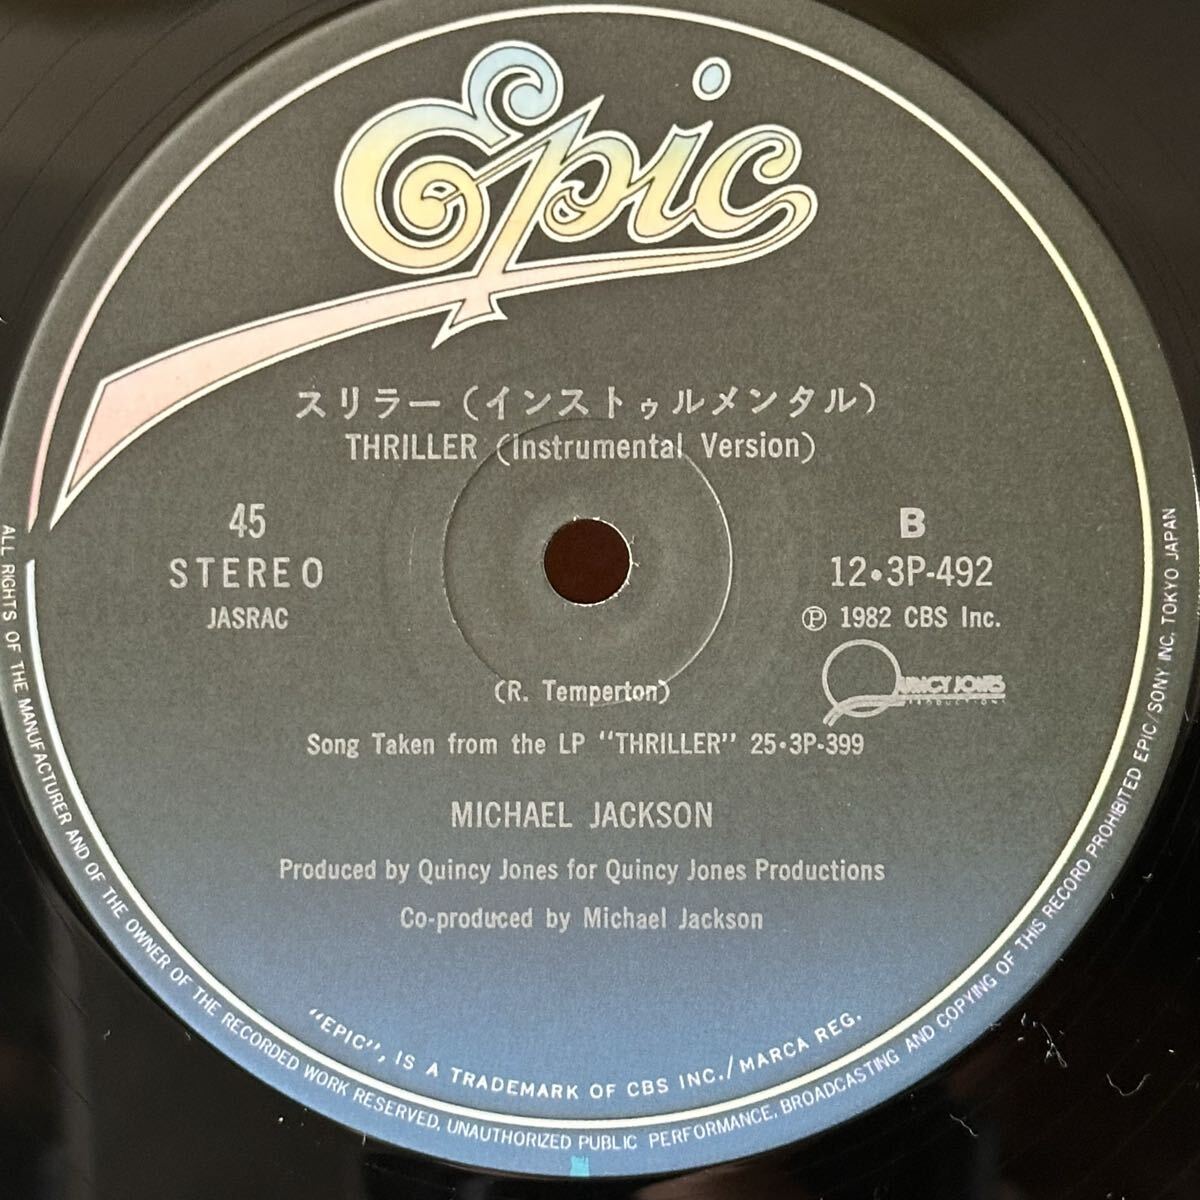 Epic
スリラー（インストゥルメンタル）
THRILLER (Instrumental Version)
45
STEREO
JASRAC
B
12・3P-492
Ⓟ 1982 CBS Inc.
QUINCY JONES
PRODUCTIONS
(R. Temperton)
Song Taken from the LP "THRILLER" 25・3P-399
MICHAEL JACKSON
Produced by Quincy Jones for Quincy Jones Productions
Co-produced by Michael Jackson
"EPIC", IS A TRADEMARK OF CBS INC./MARCA REG.
ALL RIGHTS OF THE MANUFACTURER AND OF THE OWNER OF THE RECORDED WORK RESERVED, UNAUTHORIZED PUBLIC PERFORMANCE, BROADCASTING AND COPYING OF THIS RECORD PROHIBITED EPIC/SONY INC. TOKYO JAPAN